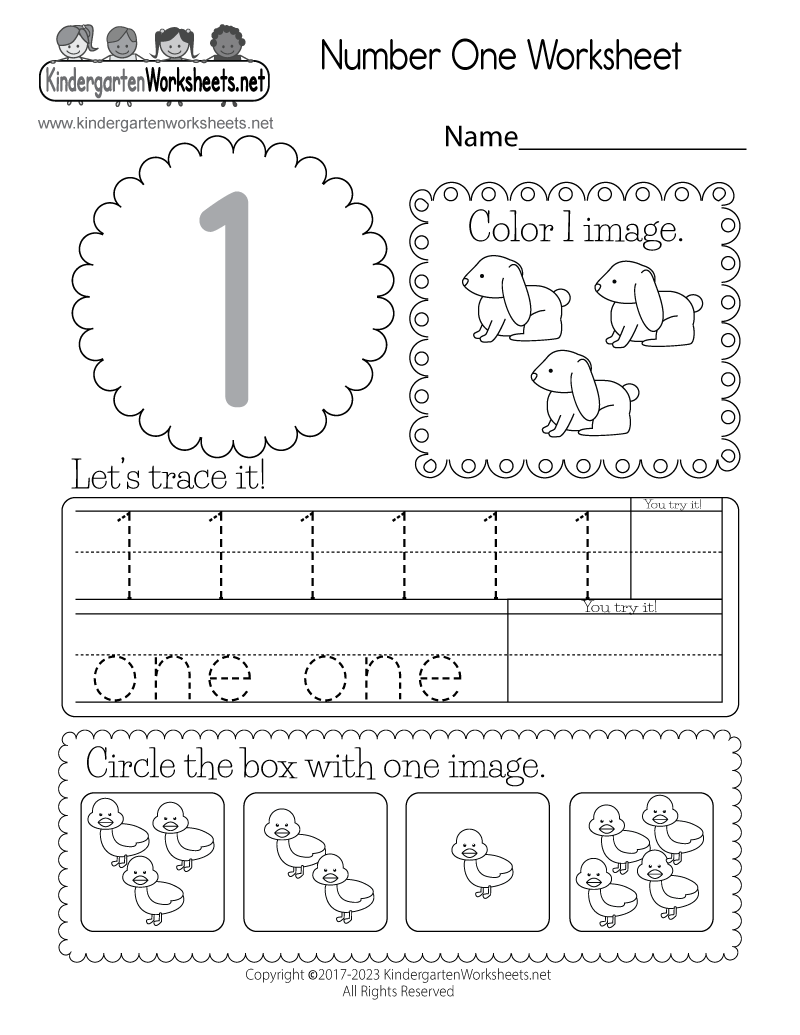 KindergartenWorksheets.net
www.kindergartenworksheets.net
Number One Worksheet
Name
1
Color 1 image.
Let's trace it!
1 1 1 1 1 1
You try it!
one one
You try it!
Circle the box with one image.
Copyright ©2017-2023 KindergartenWorksheets.net
All Rights Reserved